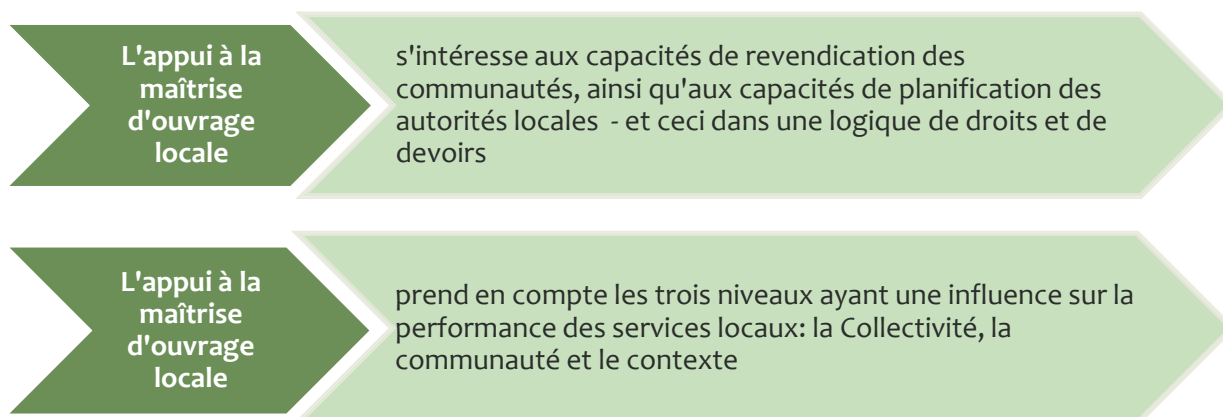 L'appui à la
maîtrise
d'ouvrage
locale
s'intéresse aux capacités de revendication des
communautés, ainsi qu'aux capacités de planification des
autorités locales  - et ceci dans une logique de droits et de
devoirs
L'appui à la
maîtrise
d'ouvrage
locale
prend en compte les trois niveaux ayant une influence sur la
performance des services locaux: la Collectivité, la
communauté et le contexte